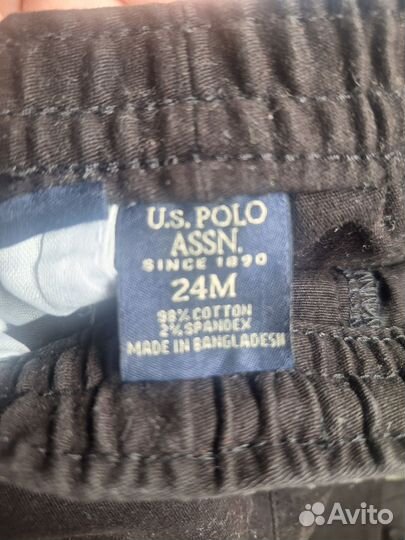 U.S. POLO
ASSN.
SINCE 1890
24M
98% COTTON
2% SPANDEX
MADE IN BANGLADESH
Avito